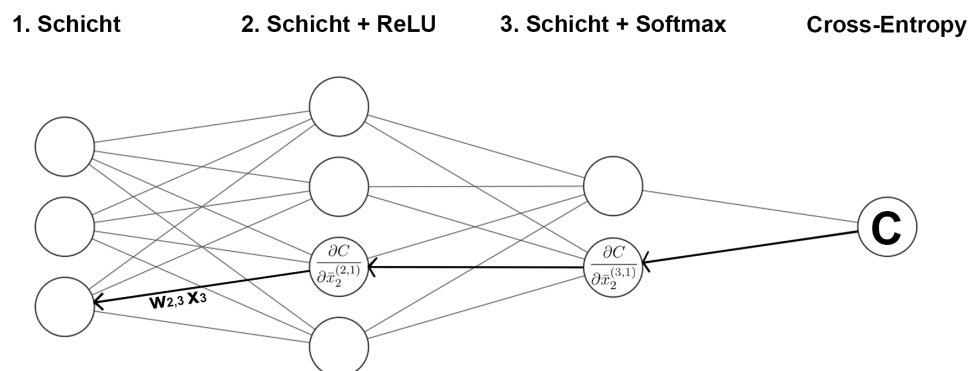 1. Schicht 2. Schicht + ReLU 3. Schicht + Softmax Cross-Entropy
C
∂C
∂x̄₂⁽²,¹⁾
∂C
∂x̄₂⁽³,¹⁾
w₂,₃ x₃